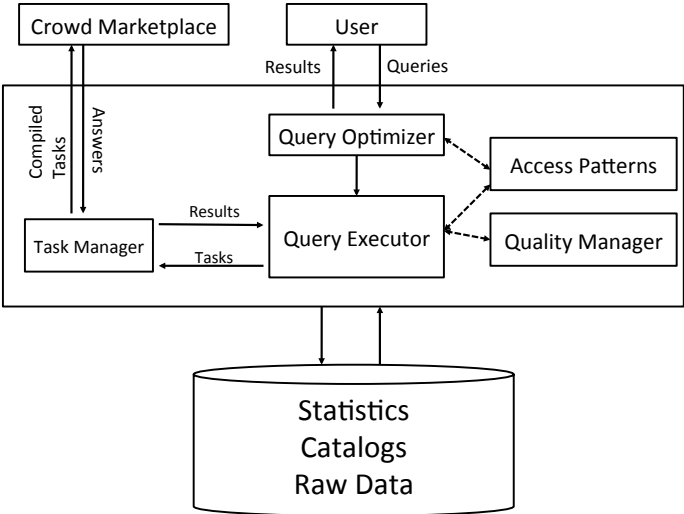 Crowd Marketplace
User
Results
Queries
Compiled
Tasks
Answers
Query Optimizer
Access Patterns
Results
Task Manager
Query Executor
Quality Manager
Tasks
Statistics
Catalogs
Raw Data